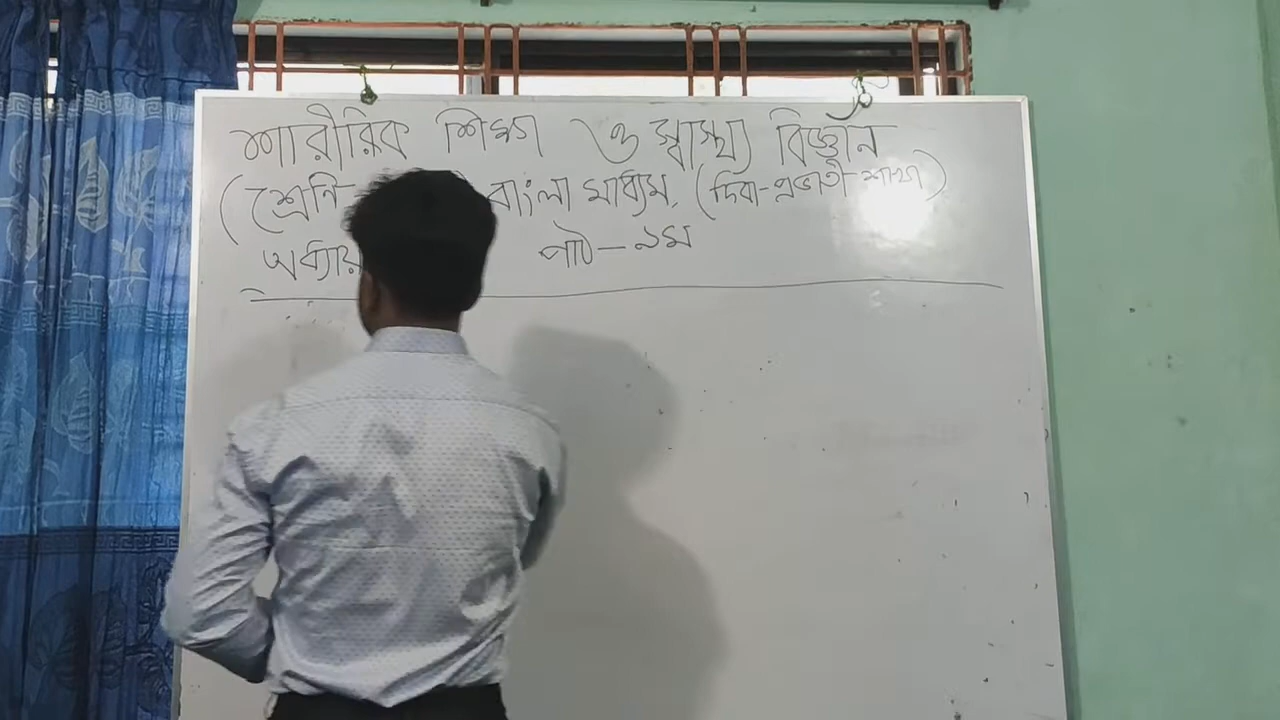 শারীরিক শিক্ষা ও স্বাস্থ্য বিজ্ঞান
(শ্রেণি- বাংলা মাধ্যম, (দিবা-প্রভাতী-শাখা)
অধ্যায় পাঠ-১ম